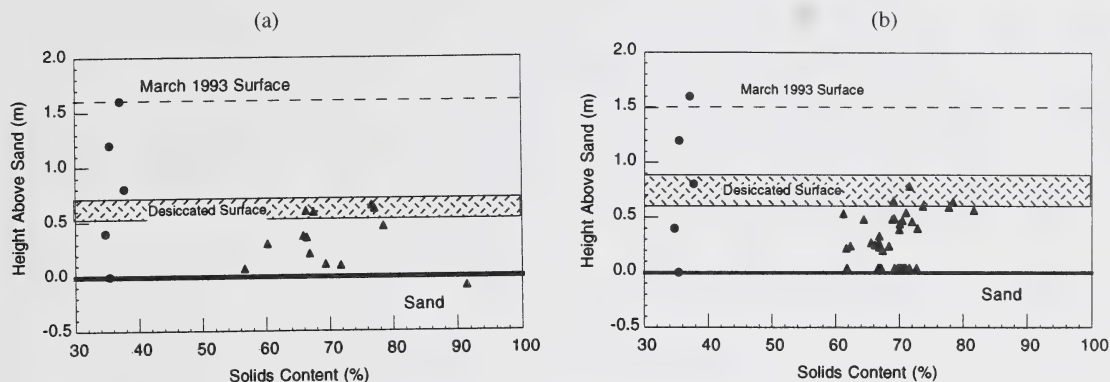 (a)
2.0
1.5
1.0
0.5
0.0
-0.5
Height Above Sand (m)
March 1993 Surface
Desiccated Surface
Sand
30 40 50 60 70 80 90 100
Solids Content (%)
(b)
2.0
1.5
1.0
0.5
0.0
-0.5
Height Above Sand (m)
March 1993 Surface
Desiccated Surface
Sand
30 40 50 60 70 80 90 100
Solids Content (%)